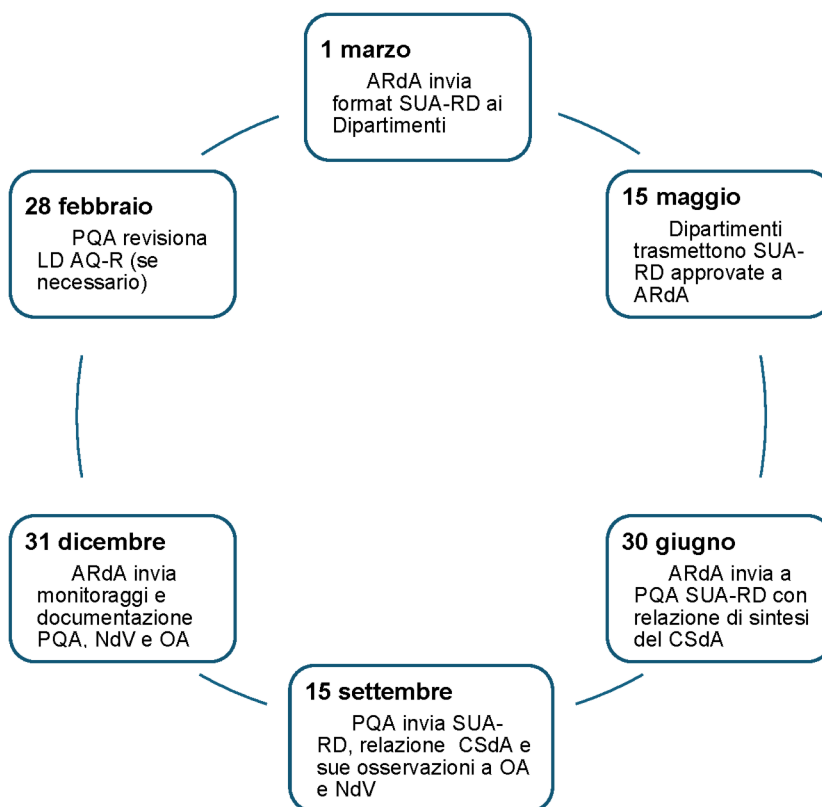 1 marzo
ARdA invia
format SUA-RD ai
Dipartimenti
15 maggio
Dipartimenti
trasmettono SUA-
RD approvate a
ARdA
30 giugno
ARdA invia a
PQA SUA-RD con
relazione di sintesi
del CSdA
15 settembre
PQA invia SUA-
RD, relazione CSdA e
sue osservazioni a OA
e NdV
31 dicembre
ARdA invia
monitoraggi e
documentazione
PQA, NdV e OA
28 febbraio
PQA revisiona
LD AQ-R (se
necessario)